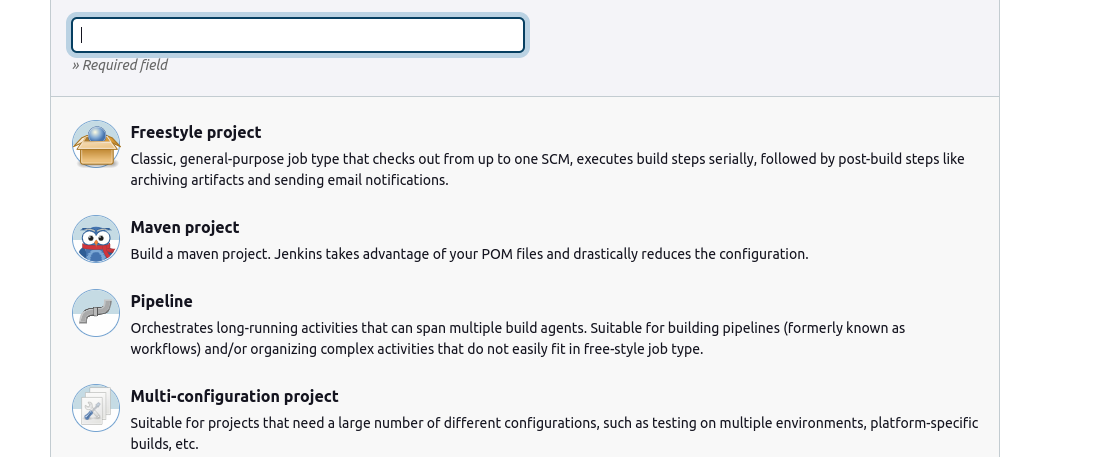 » Required field
Freestyle project
Classic, general-purpose job type that checks out from up to one SCM, executes build steps serially, followed by post-build steps like
archiving artifacts and sending email notifications.
Maven project
Build a maven project. Jenkins takes advantage of your POM files and drastically reduces the configuration.
Pipeline
Orchestrates long-running activities that can span multiple build agents. Suitable for building pipelines (formerly known as
workflows) and/or organizing complex activities that do not easily fit in free-style job type.
Multi-configuration project
Suitable for projects that need a large number of different configurations, such as testing on multiple environments, platform-specific
builds, etc.